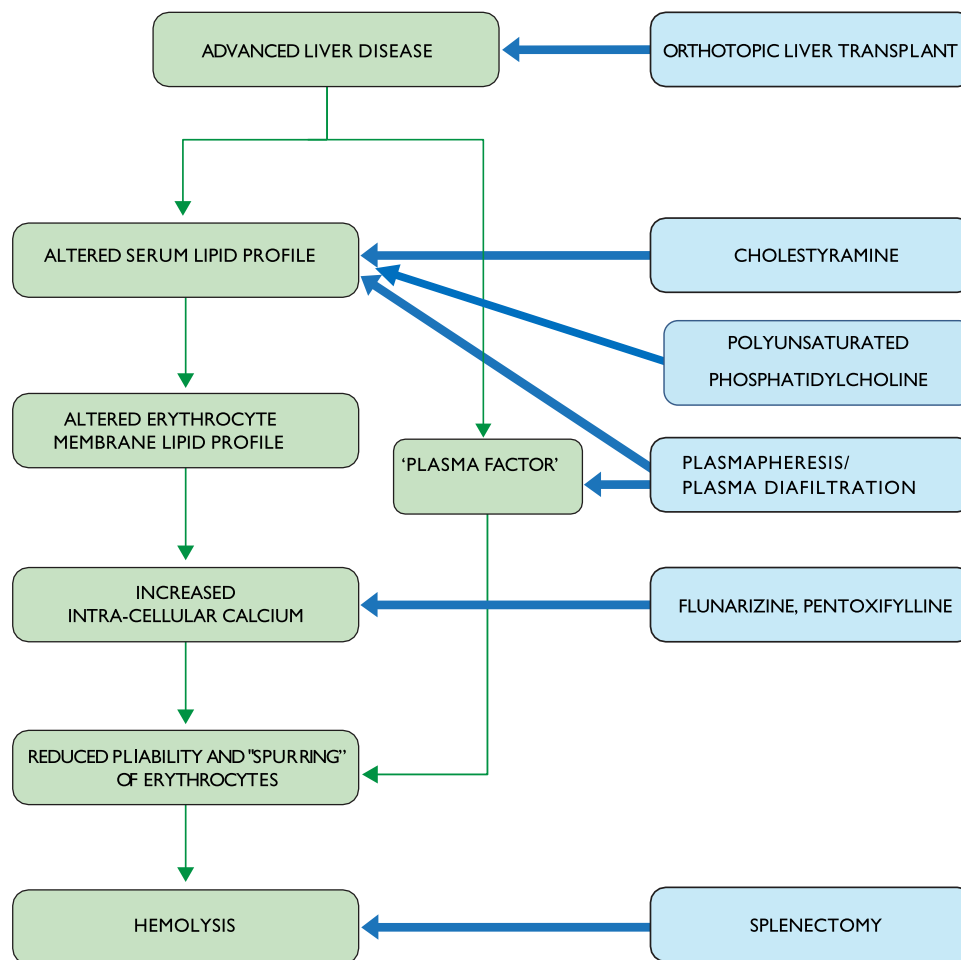 ADVANCED LIVER DISEASE
ORTHOTOPIC LIVER TRANSPLANT
ALTERED SERUM LIPID PROFILE
CHOLESTYRAMINE
POLYUNSATURATED
PHOSPHATIDYLCHOLINE
ALTERED ERYTHROCYTE
MEMBRANE LIPID PROFILE
‘PLASMA FACTOR’
PLASMAPHERESIS/
PLASMA DIAFILTRATION
INCREASED
INTRA-CELLULAR CALCIUM
FLUNARIZINE, PENTOXIFYLLINE
REDUCED PLIABILITY AND "SPURRING”
OF ERYTHROCYTES
HEMOLYSIS
SPLENECTOMY